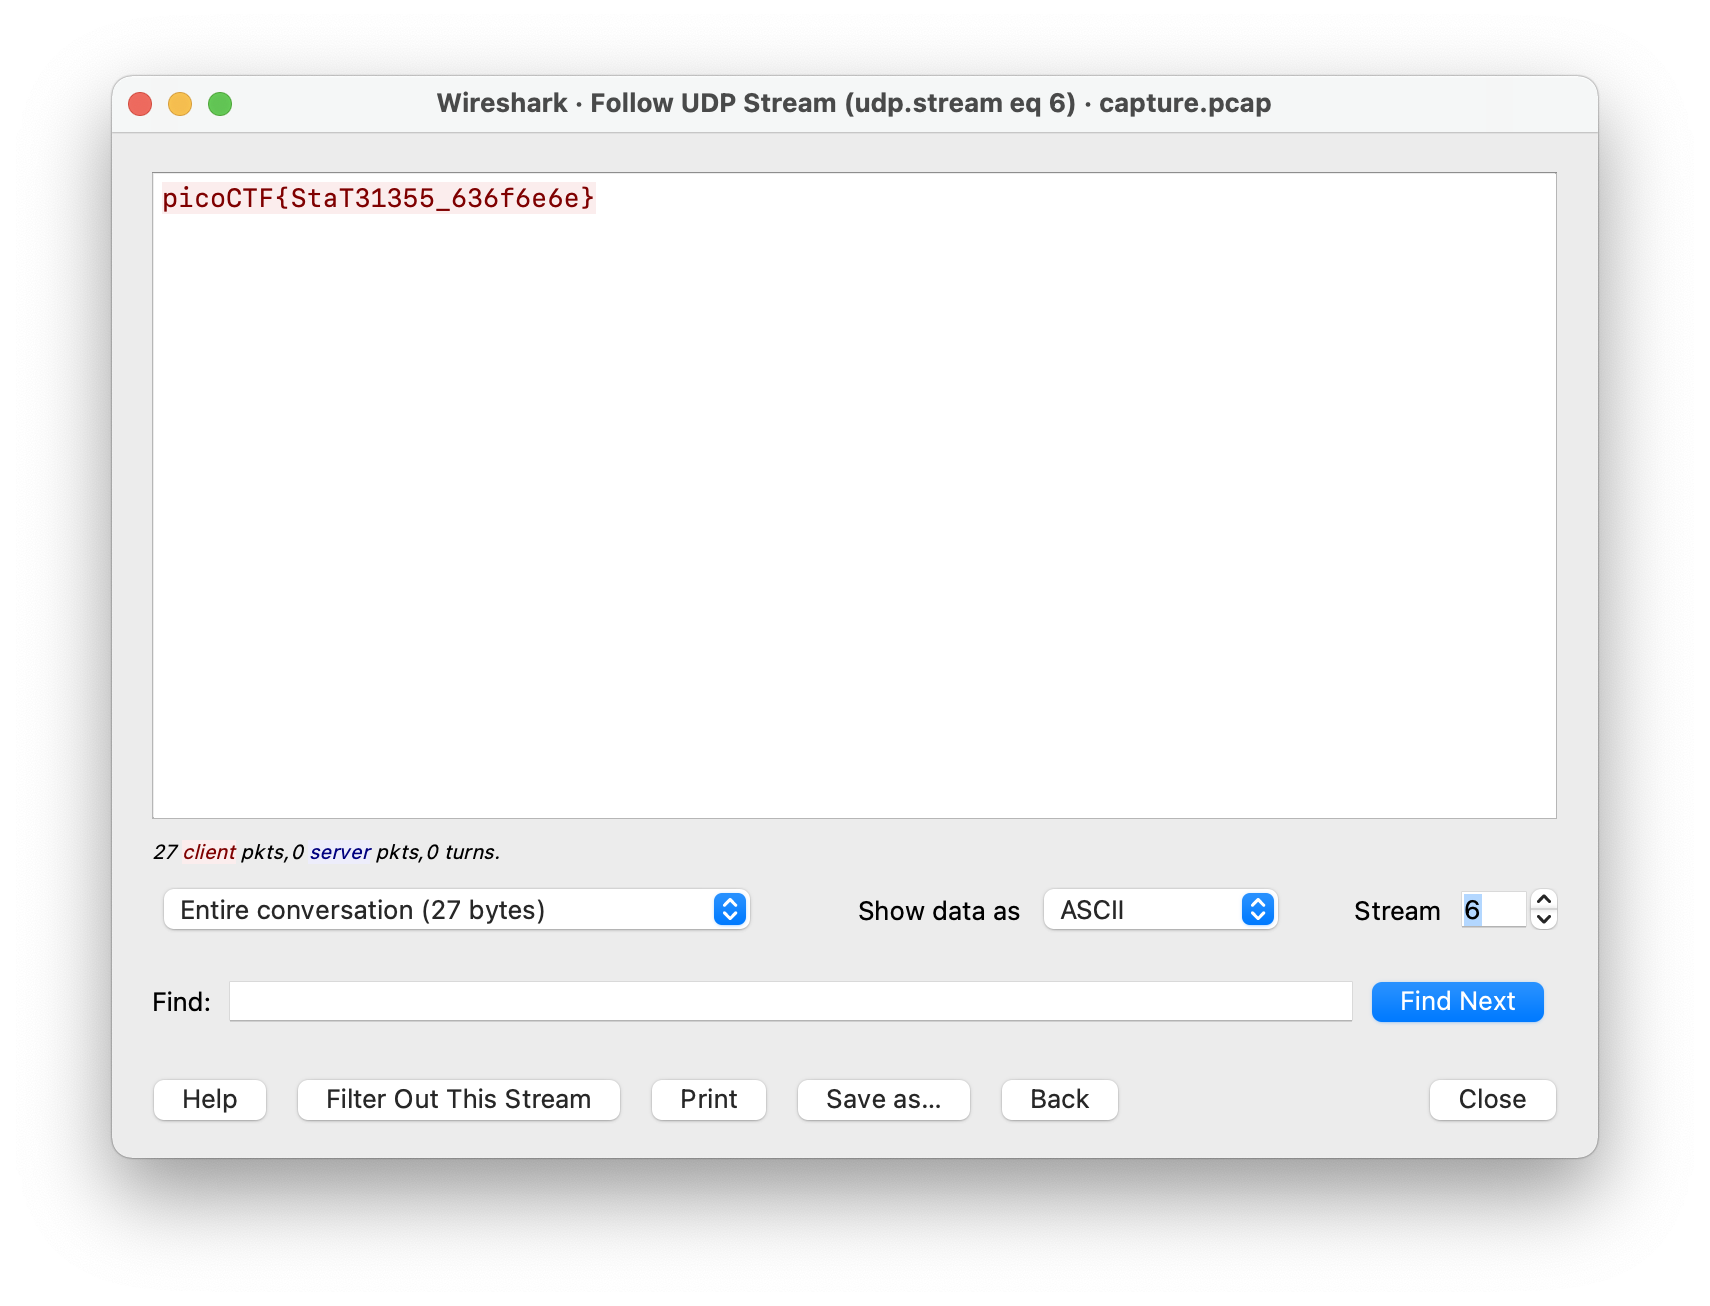 Wireshark · Follow UDP Stream (udp.stream eq 6) · capture.pcap
picoCTF{StaT31355_636f6e6e}
27 client pkts, 0 server pkts, 0 turns.
Entire conversation (27 bytes)
Show data as
ASCII
Stream
6
Find:
Find Next
Help
Filter Out This Stream
Print
Save as…
Back
Close